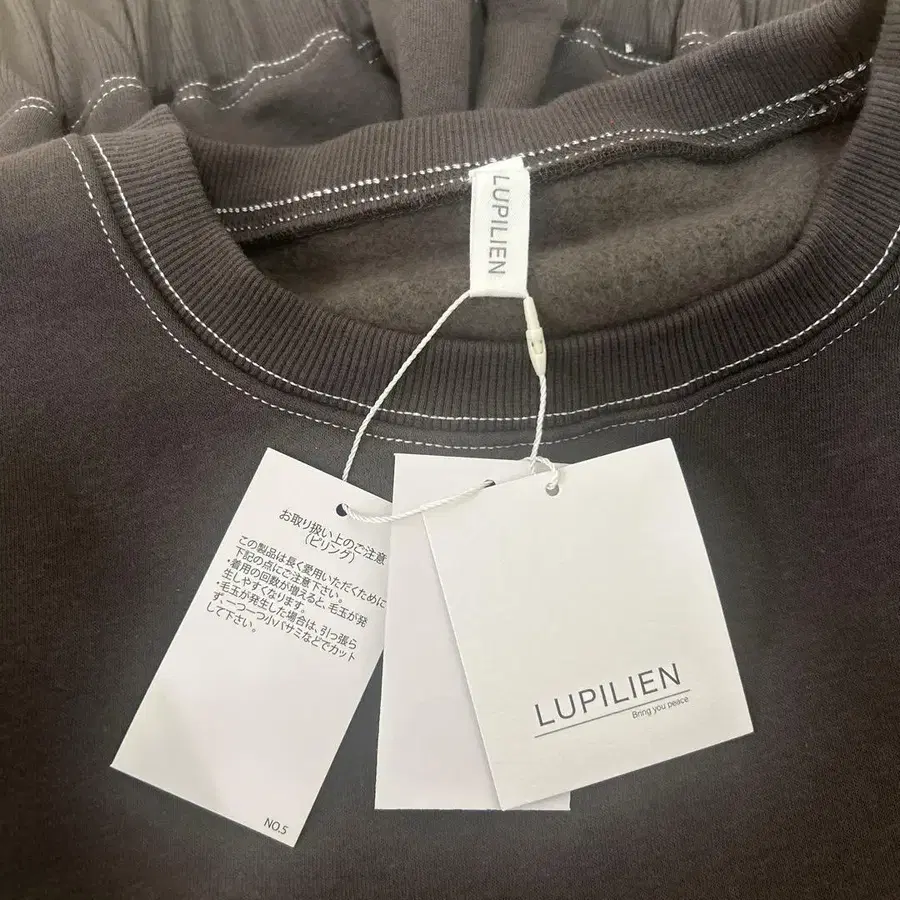 LUPILIEN
お取り扱い上のご注意
(ピリング)
この製品は長く愛用いただくために
下記の点にご注意下さい。
・着用の回数が増えると、毛玉が発
生しやすくなります。
・毛玉が発生した場合は、引っ張ら
ず、一つ一つ小バサミなどでカット
して下さい。
NO.5
LUPILIEN
Bring you peace